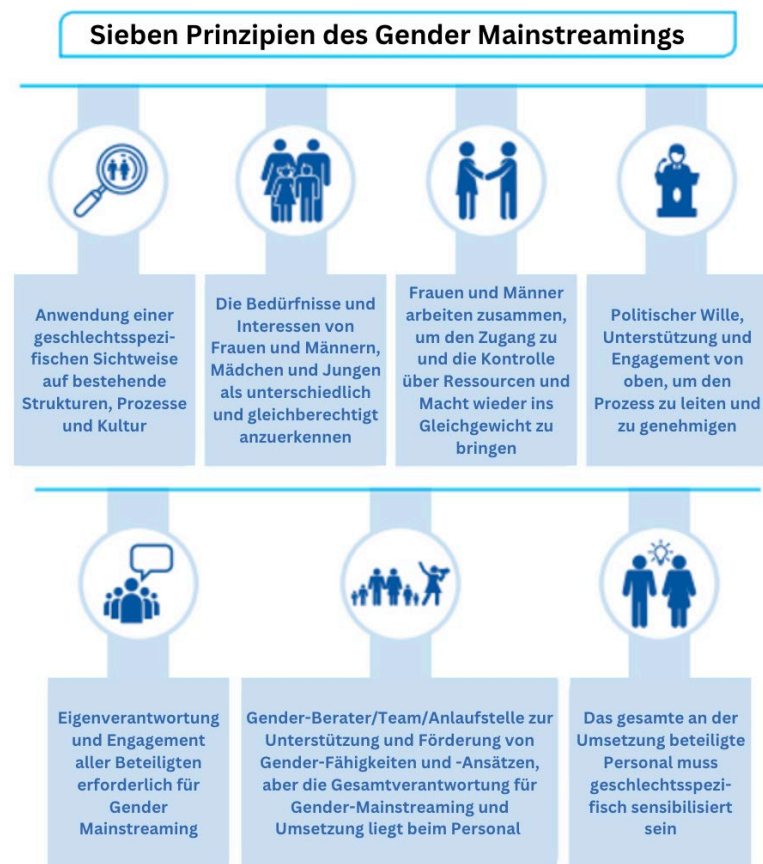 Sieben Prinzipien des Gender Mainstreamings
Anwendung einer
geschlechtsspezi-
fischen Sichtweise
auf bestehende
Strukturen, Prozesse
und Kultur
Die Bedürfnisse und
Interessen von
Frauen und Männern,
Mädchen und Jungen
als unterschiedlich
und gleichberechtigt
anzuerkennen
Frauen und Männer
arbeiten zusammen,
um den Zugang zu
und die Kontrolle
über Ressourcen und
Macht wieder ins
Gleichgewicht zu
bringen
Politischer Wille,
Unterstützung und
Engagement von
oben, um den
Prozess zu leiten und
zu genehmigen
Eigenverantwortung
und Engagement
aller Beteiligten
erforderlich für
Gender
Mainstreaming
Gender-Berater/Team/Anlaufstelle zur
Unterstützung und Förderung von
Gender-Fähigkeiten und -Ansätzen,
aber die Gesamtverantwortung für
Gender-Mainstreaming und
Umsetzung liegt beim Personal
Das gesamte an der
Umsetzung beteiligte
Personal muss
geschlechtsspezi-
fisch sensibilisiert
sein